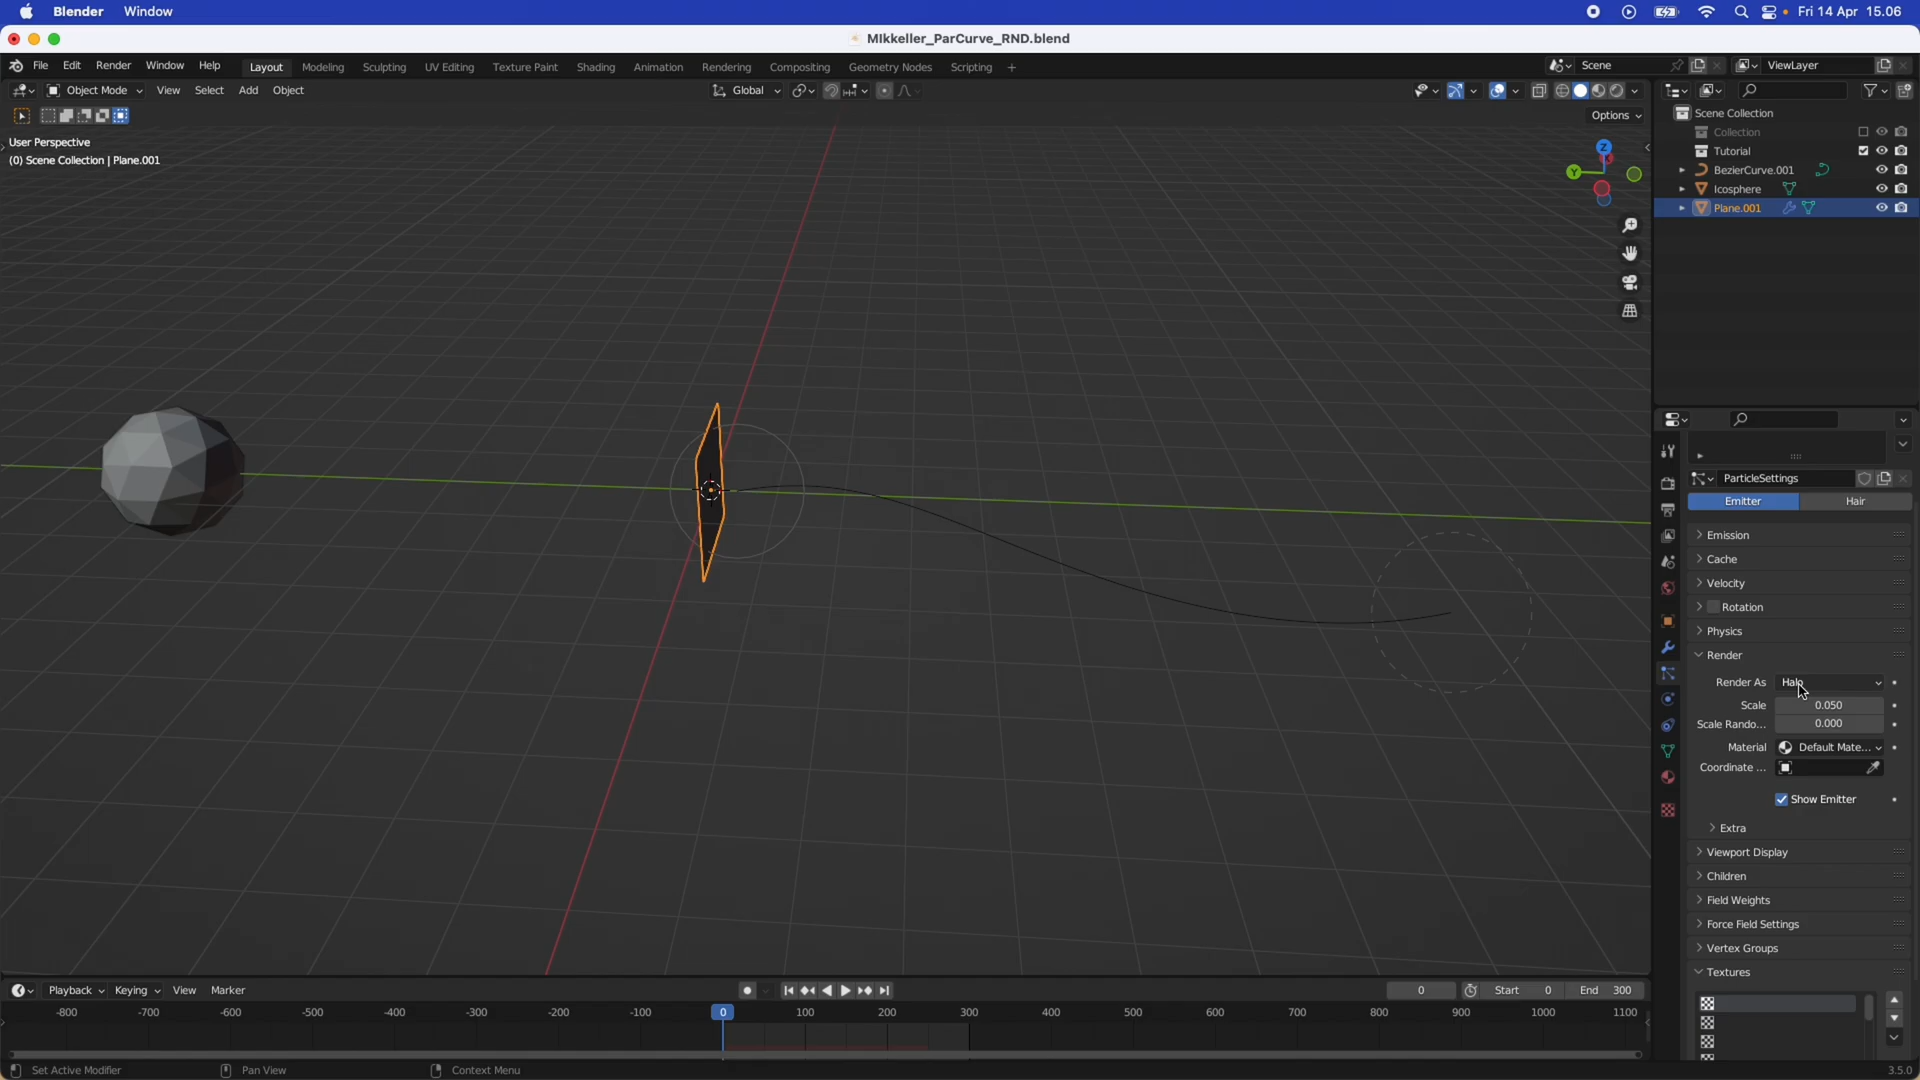 Blender Window Fri 14 Apr 15.06
MIkkeller_ParCurve_RND.blend
File Edit Render Window Help Layout Modeling Sculpting UV Editing Texture Paint Shading Animation Rendering Compositing Geometry Nodes Scripting + Scene ViewLayer
Object Mode View Select Add Object Global
Options
User Perspective
(0) Scene Collection | Plane.001
Z
Y
Scene Collection
Collection
Tutorial
BezierCurve.001
Icosphere
Plane.001
ParticleSettings
Emitter Hair
Emission
Cache
Velocity
Rotation
Physics
Render
Render As Halo
Scale 0.050
Scale Rando... 0.000
Material Default Mate...
Coordinate ...
Show Emitter
Extra
Viewport Display
Children
Field Weights
Force Field Settings
Vertex Groups
Textures
Playback Keying View Marker 0 Start 0 End 300
-800 -700 -600 -500 -400 -300 -200 -100 0 100 200 300 400 500 600 700 800 900 1000 1100
Set Active Modifier Pan View Context Menu 3.5.0